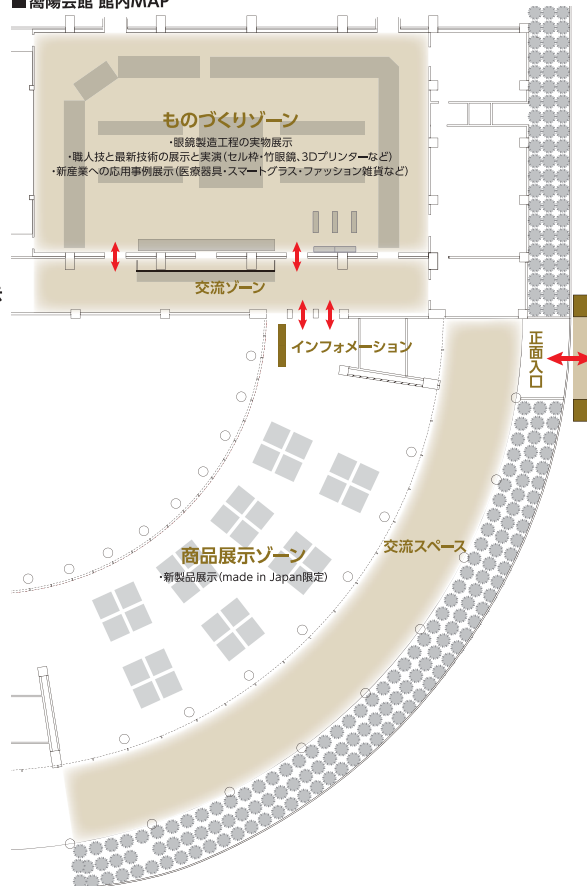 ■嚮陽会館 館内MAP
ものづくりゾーン
・眼鏡製造工程の実物展示
・職人技と最新技術の展示と実演(セル枠・竹眼鏡、3Dプリンターなど)
・新産業への応用事例展示(医療器具・スマートグラス・ファッション雑貨など)
交流ゾーン
インフォメーション
正面入口
商品展示ゾーン
・新製品展示(made in Japan限定)
交流スペース